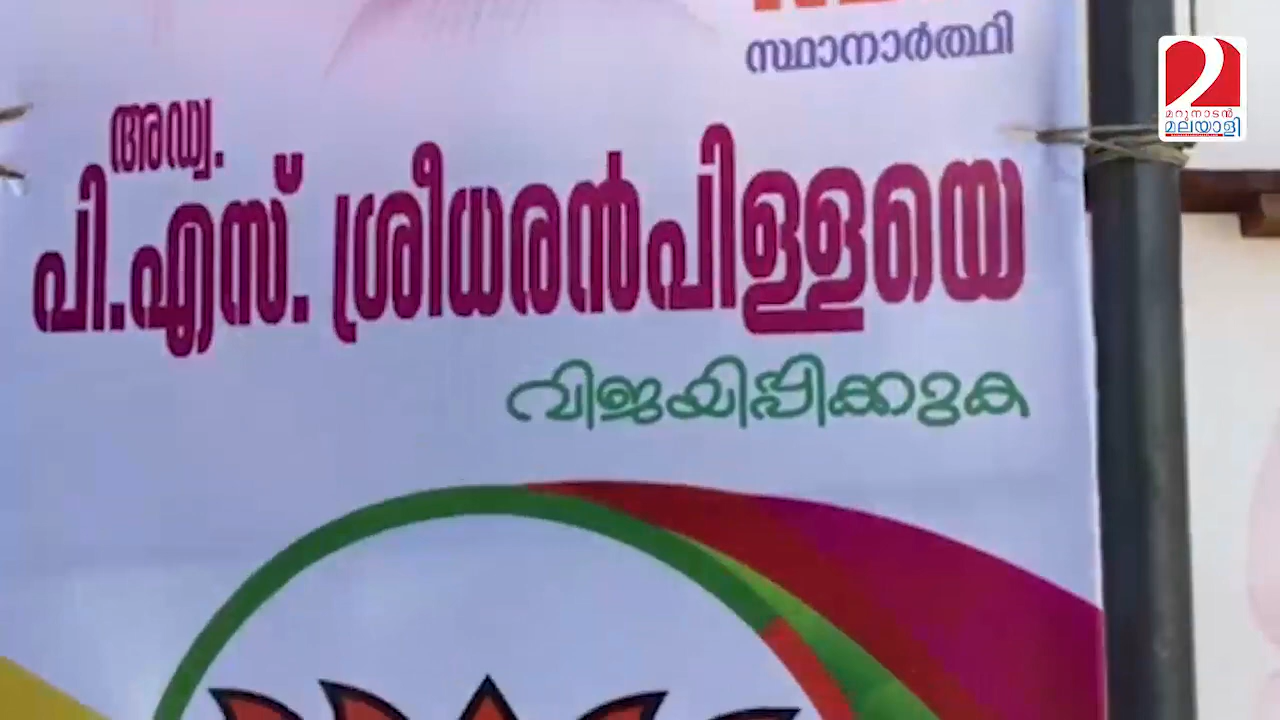 സ്ഥാനാർത്ഥി
അഡ്വ.
പി.എസ്. ശ്രീധരൻപിള്ളയെ
വിജയിപ്പിക്കുക
മറുനാടൻ
മലയാളി